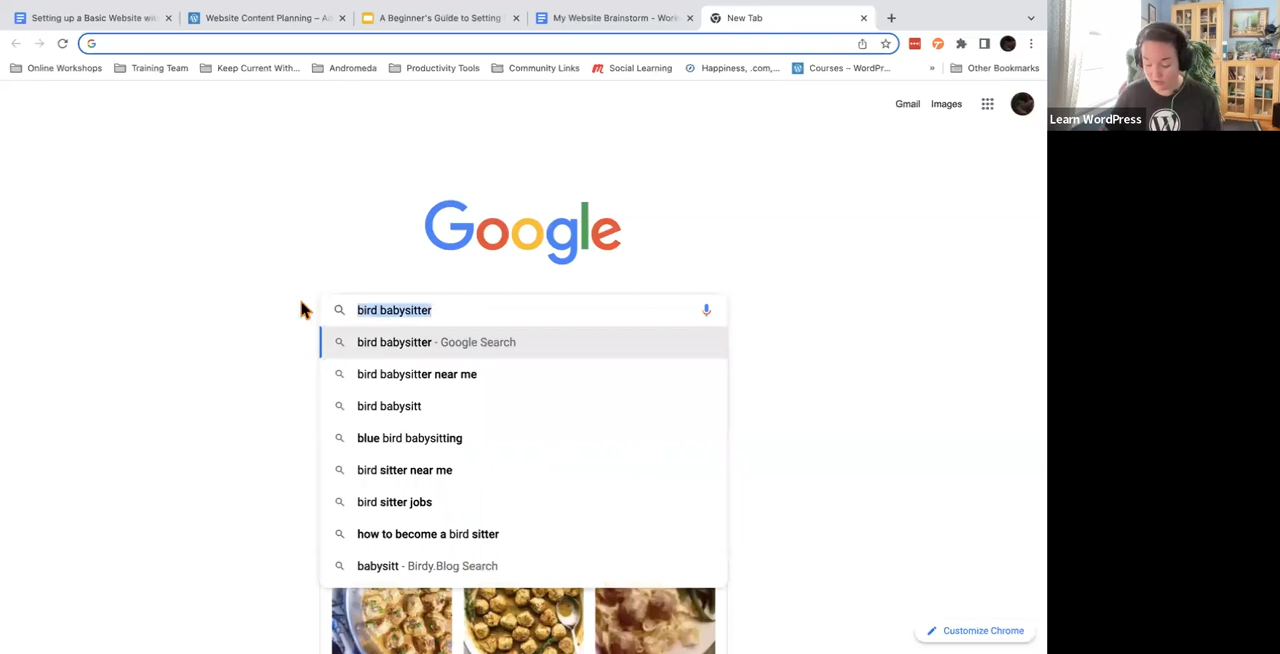 Setting up a Basic Website wit
Website Content Planning – A
A Beginner's Guide to Setting
My Website Brainstorm - Work
New Tab
Online Workshops
Training Team
Keep Current With...
Andromeda
Productivity Tools
Community Links
Social Learning
Happiness, .com,...
Courses – WordPr...
»
Other Bookmarks
Gmail
Images
Learn WordPress
Google
bird babysitter
bird babysitter - Google Search
bird babysitter near me
bird babysitt
blue bird babysitting
bird sitter near me
bird sitter jobs
how to become a bird sitter
babysitt - Birdy.Blog Search
Customize Chrome